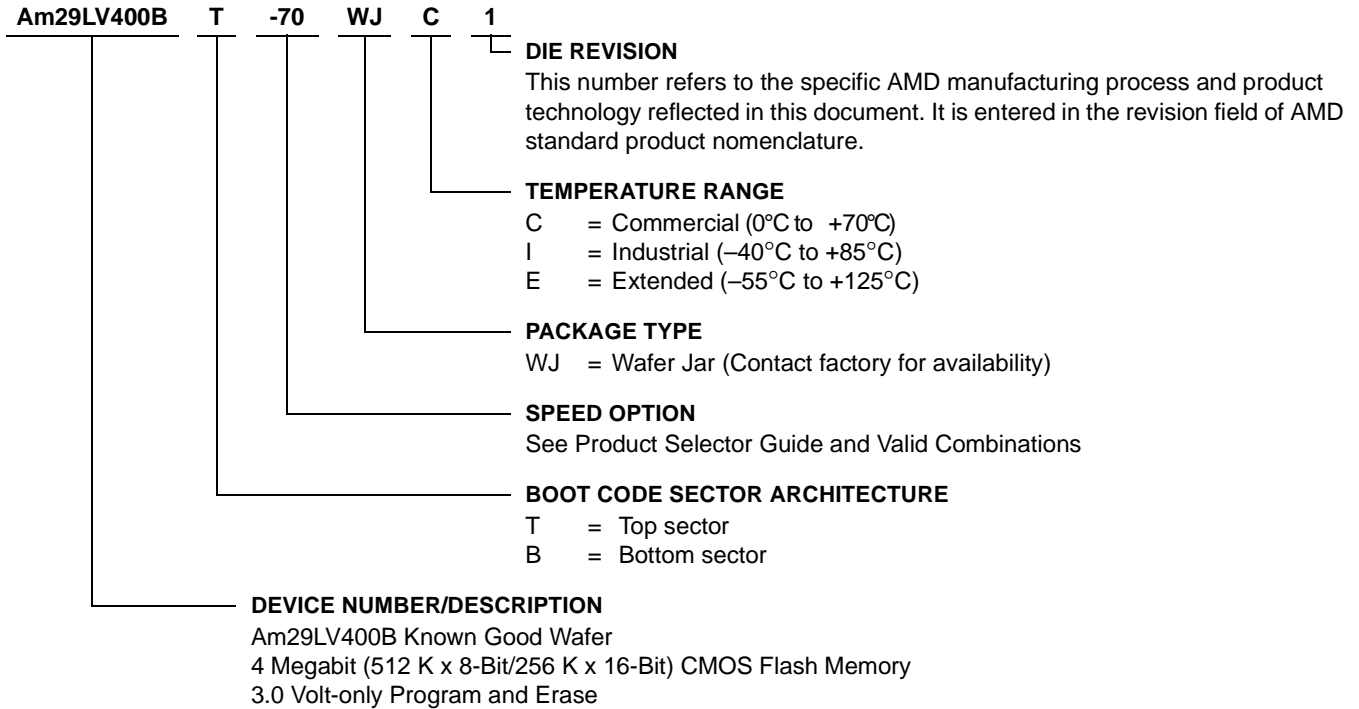 Am29LV400B T -70 WJ C 1
DIE REVISION
This number refers to the specific AMD manufacturing process and product
technology reflected in this document. It is entered in the revision field of AMD
standard product nomenclature.
TEMPERATURE RANGE
C = Commercial (0°C to +70°C)
I = Industrial (–40°C to +85°C)
E = Extended (–55°C to +125°C)
PACKAGE TYPE
WJ = Wafer Jar (Contact factory for availability)
SPEED OPTION
See Product Selector Guide and Valid Combinations
BOOT CODE SECTOR ARCHITECTURE
T = Top sector
B = Bottom sector
DEVICE NUMBER/DESCRIPTION
Am29LV400B Known Good Wafer
4 Megabit (512 K x 8-Bit/256 K x 16-Bit) CMOS Flash Memory
3.0 Volt-only Program and Erase